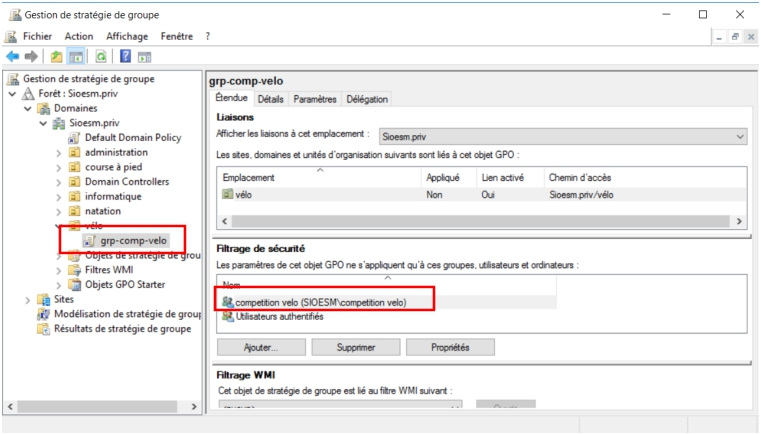 Gestion de stratégie de groupe
Fichier Action Affichage Fenêtre ?
Gestion de stratégie de groupe
Forêt : Sioesm.priv
Domaines
Sioesm.priv
Default Domain Policy
administration
course à pied
Domain Controllers
informatique
natation
vélo
grp-comp-velo
Objets de stratégie de grou
Filtres WMI
Objets GPO Starter
Sites
Modélisation de stratégie de group
Résultats de stratégie de groupe
grp-comp-velo
Étendue Détails Paramètres Délégation
Liaisons
Afficher les liaisons à cet emplacement : Sioesm.priv
Les sites, domaines et unités d'organisation suivants sont liés à cet objet GPO :
Emplacement Appliqué Lien activé Chemin d'accès
vélo Non Oui Sioesm.priv/vélo
Filtrage de sécurité
Les paramètres de cet objet GPO ne s'appliquent qu'à ces groupes, utilisateurs et ordinateurs :
Nom
competition velo (SIOESM\competition velo)
Utilisateurs authentifiés
Ajouter... Supprimer Propriétés
Filtrage WMI
Cet objet de stratégie de groupe est lié au filtre WMI suivant :